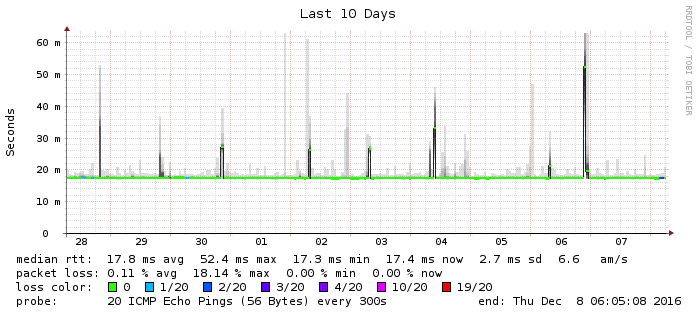 Last 10 Days
RRDTOOL / TOBI OETIKER
Seconds
60 m
50 m
40 m
30 m
20 m
10 m
0
28 29 30 01 02 03 04 05 06 07
median rtt: 17.8 ms avg 52.4 ms max 17.3 ms min 17.4 ms now 2.7 ms sd 6.6 am/s
packet loss: 0.11 % avg 18.14 % max 0.00 % min 0.00 % now
loss color: 0 1/20 2/20 3/20 4/20 10/20 19/20
probe: 20 ICMP Echo Pings (56 Bytes) every 300s end: Thu Dec 8 06:05:08 2016